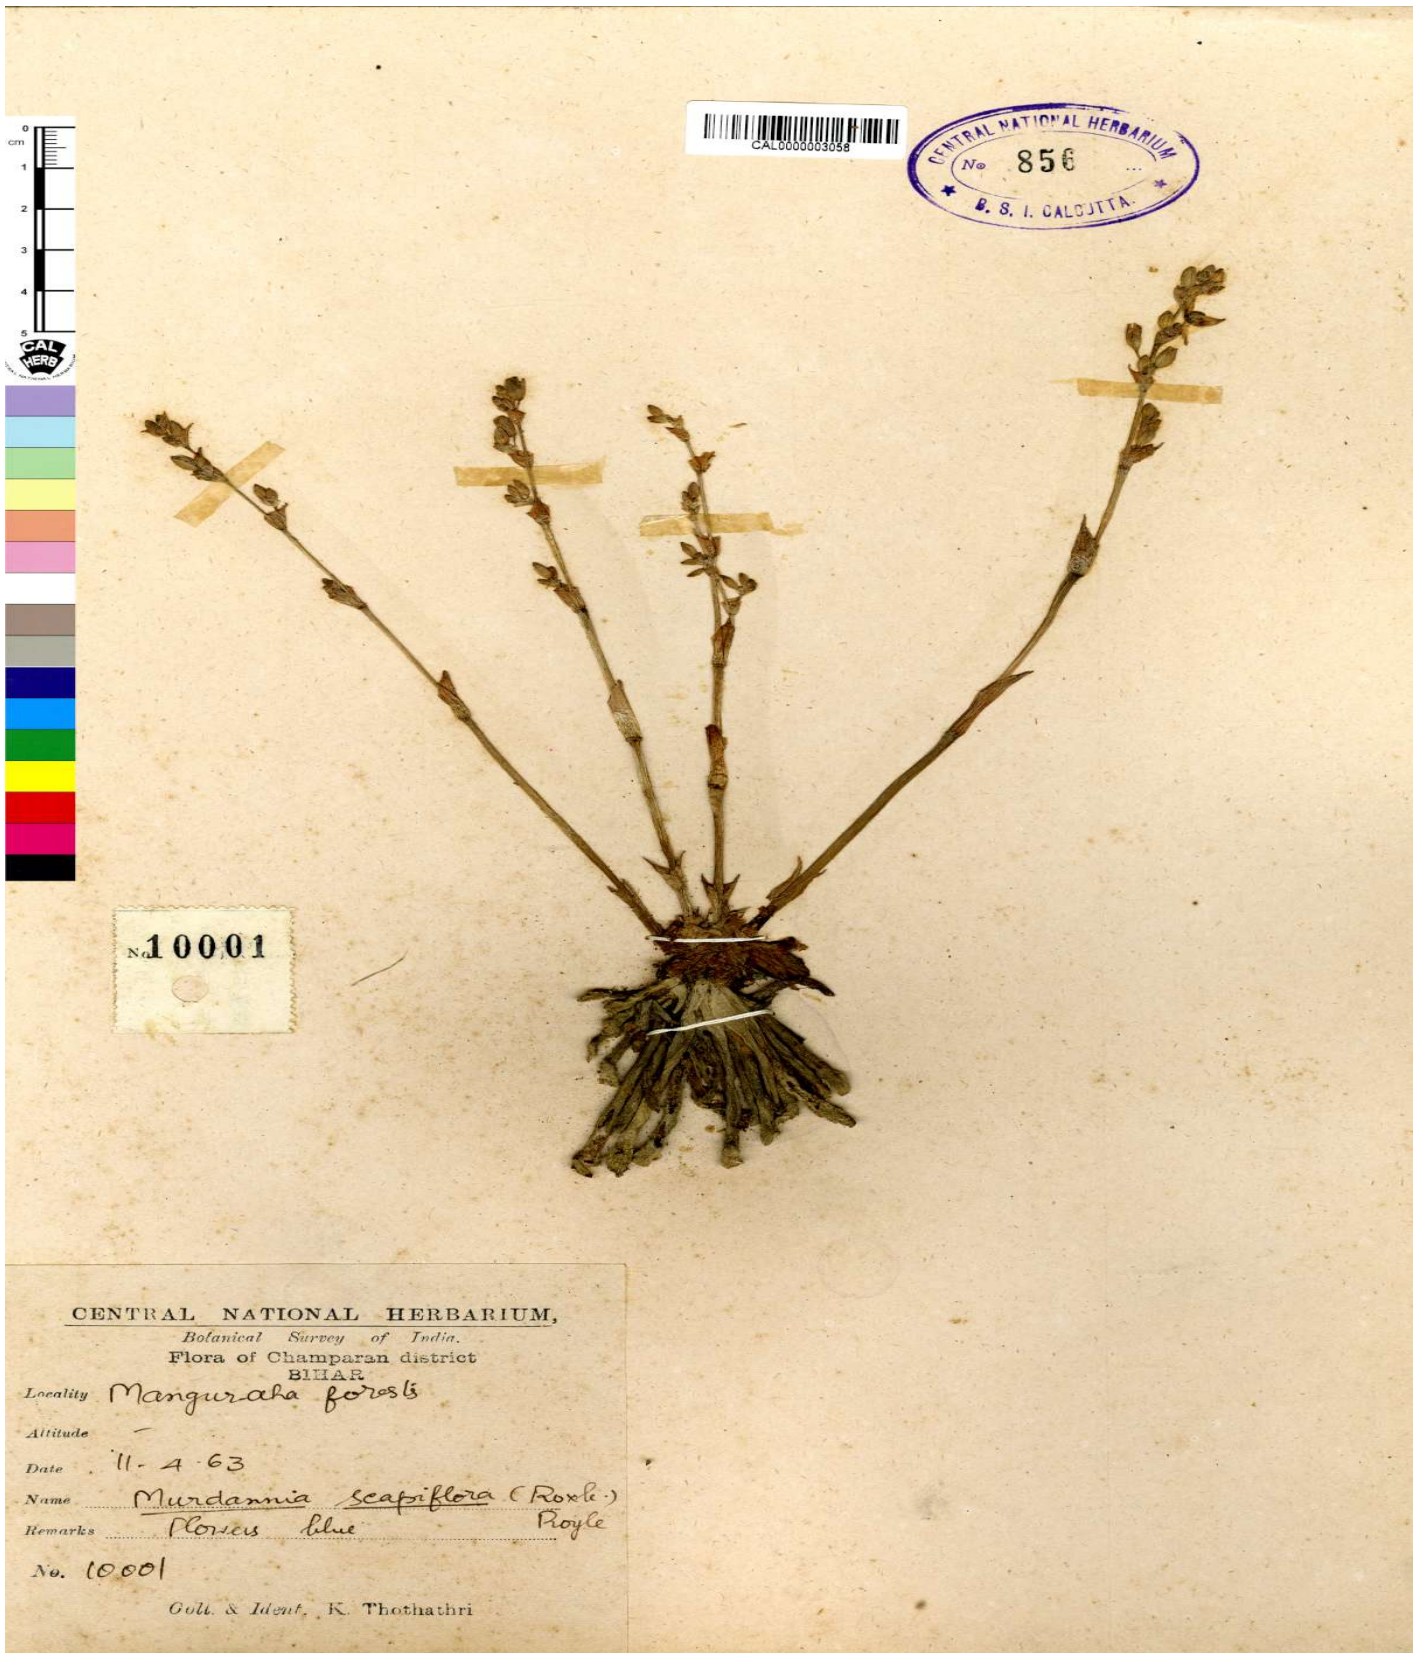 0
cm
1
2
3
4
5
CAL
HERB
CAL0000003058
CENTRAL NATIONAL HERBARIUM
No 856 ...
B. S. I. CALCUTTA.
No 10001
CENTRAL NATIONAL HERBARIUM,
Botanical Survey of India.
Flora of Champaran district
BIHAR
Locality Manguraha forests
Altitude –
Date 11-4-63
Name Murdannia scapiflora (Roxb.)
Royle
Remarks Flowers blue
No. 10001
Coll. & Ident. K. Thothathri